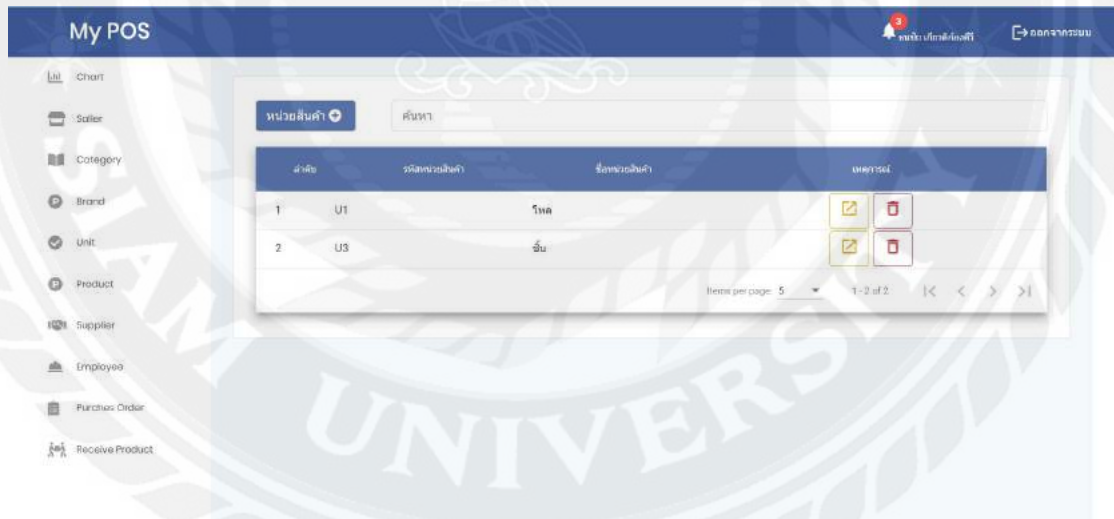 My POS
3
ออกจากระบบ
Chart
Saller
Category
Brand
Unit
Product
Supplier
Employee
Purches Order
Receive Product
หน่วยสินค้า
ค้นหา
ลำดับ รหัสหน่วยสินค้า ชื่อหน่วยสินค้า เหตุการณ์
1 U1 โหล
2 U3 ชิ้น
Items per page: 5 1 - 2 of 2
SIAM UNIVERSITY